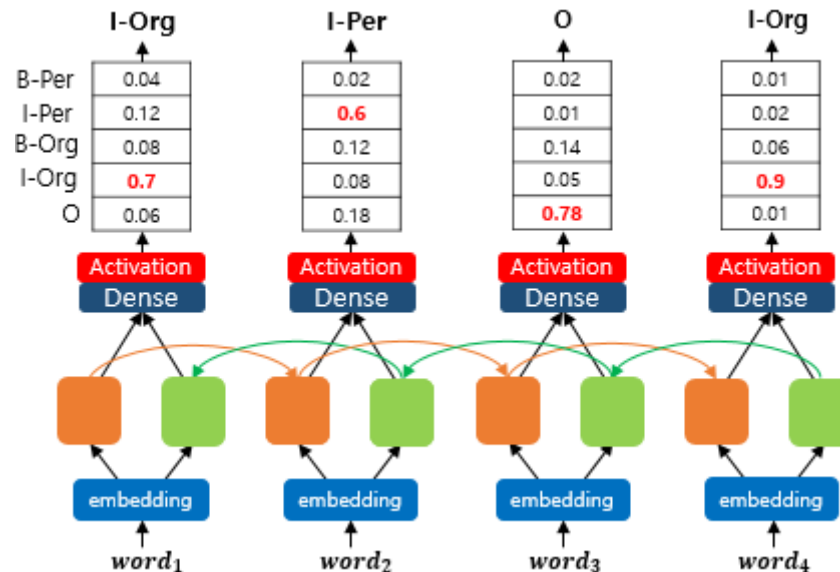 I-Org I-Per O I-Org
B-Per 0.04 0.02 0.02 0.01
I-Per 0.12 0.6 0.01 0.02
B-Org 0.08 0.12 0.14 0.06
I-Org 0.7 0.08 0.05 0.9
O 0.06 0.18 0.78 0.01
Activation Activation Activation Activation
Dense Dense Dense Dense
embedding embedding embedding embedding
word₁ word₂ word₃ word₄